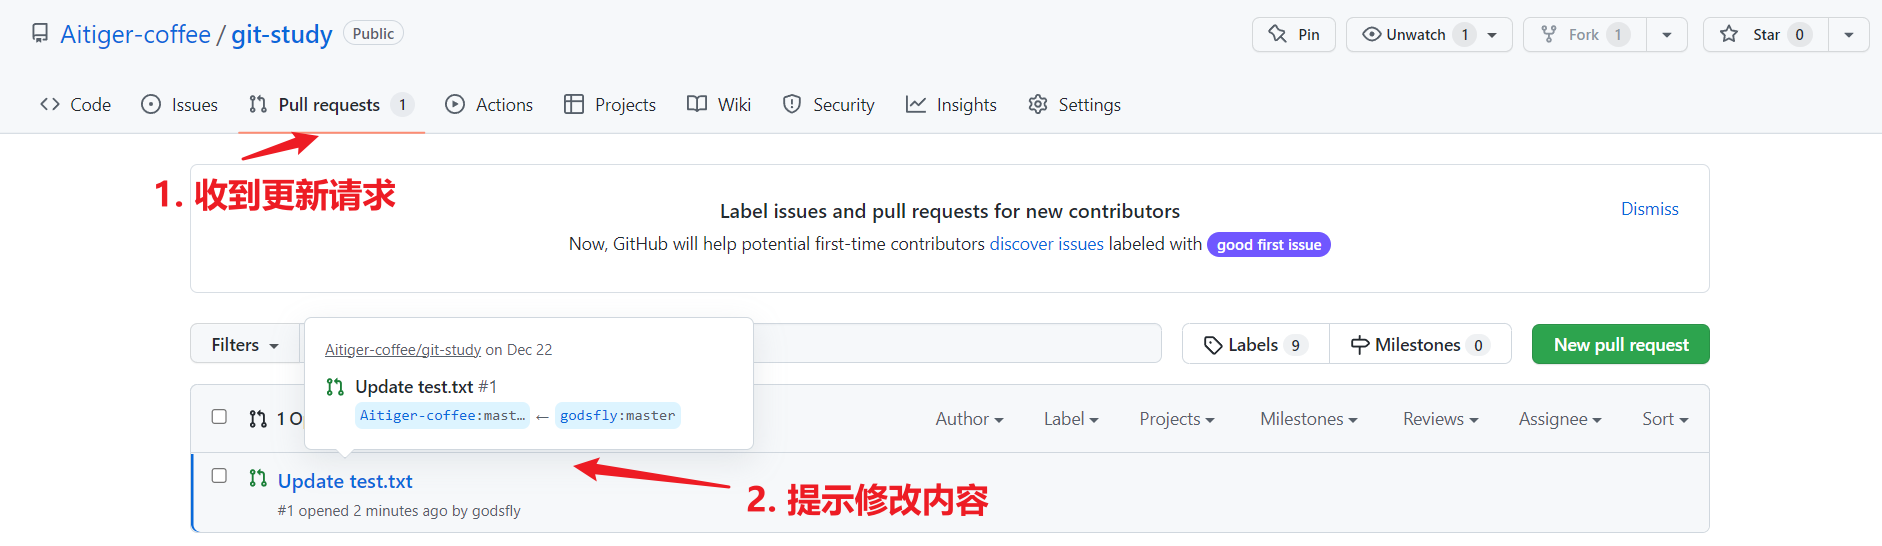 Aitiger-coffee / git-study Public
Pin
Unwatch 1
Fork 1
Star 0
Code
Issues
Pull requests 1
Actions
Projects
Wiki
Security
Insights
Settings
1. 收到更新请求
Label issues and pull requests for new contributors
Dismiss
Now, GitHub will help potential first-time contributors discover issues labeled with good first issue
Filters
Labels 9
Milestones 0
New pull request
Aitiger-coffee/git-study on Dec 22
Update test.txt #1
Aitiger-coffee:mast… ← godsfly:master
1 O
Author
Label
Projects
Milestones
Reviews
Assignee
Sort
Update test.txt
#1 opened 2 minutes ago by godsfly
2. 提示修改内容